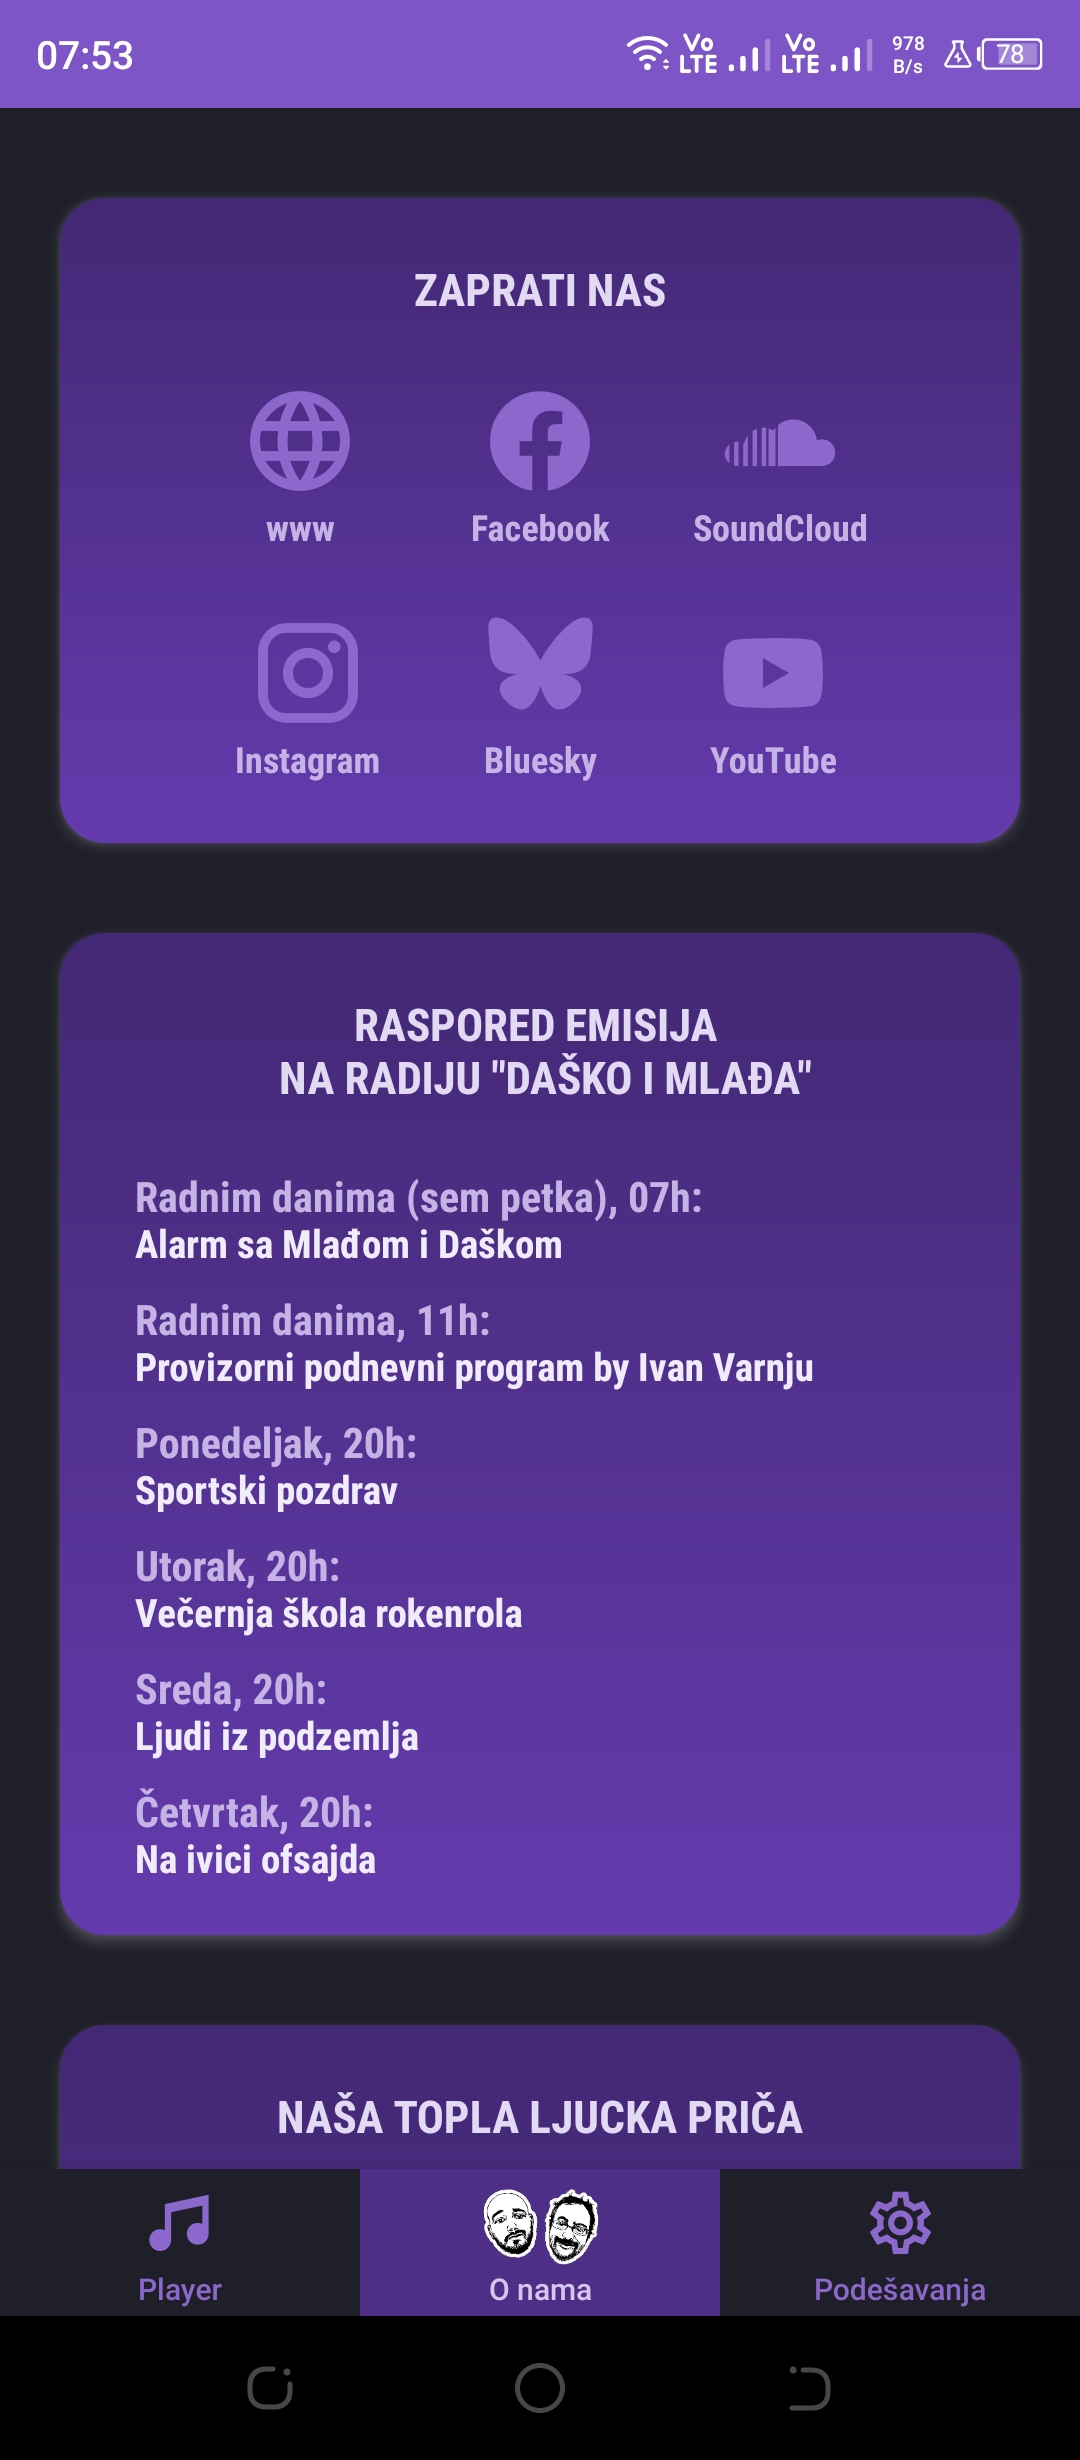 07:53
Vo LTE Vo LTE 978 B/s 78
ZAPRATI NAS
www Facebook SoundCloud
Instagram Bluesky YouTube
RASPORED EMISIJA
NA RADIJU "DAŠKO I MLAĐA"
Radnim danima (sem petka), 07h:
Alarm sa Mlađom i Daškom
Radnim danima, 11h:
Provizorni podnevni program by Ivan Varnju
Ponedeljak, 20h:
Sportski pozdrav
Utorak, 20h:
Večernja škola rokenrola
Sreda, 20h:
Ljudi iz podzemlja
Četvrtak, 20h:
Na ivici ofsajda
NAŠA TOPLA LJUCKA PRIČA
Player O nama Podešavanja